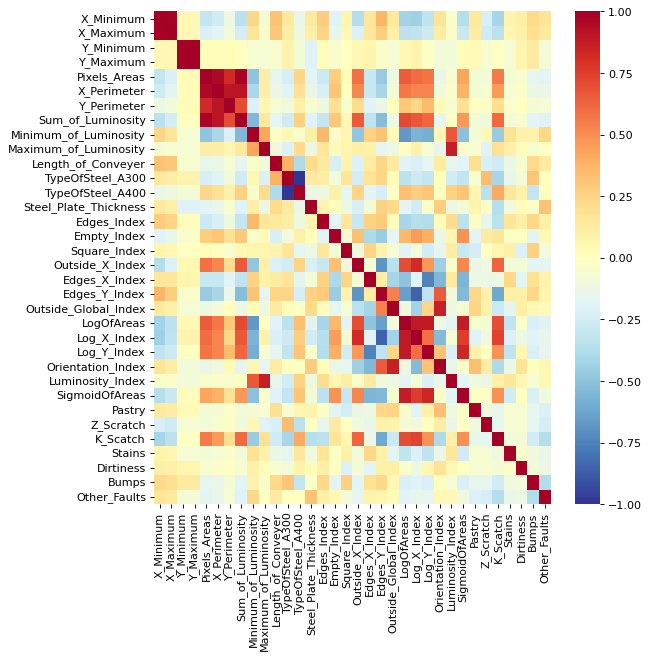 X_Minimum
X_Maximum
Y_Minimum
Y_Maximum
Pixels_Areas
X_Perimeter
Y_Perimeter
Sum_of_Luminosity
Minimum_of_Luminosity
Maximum_of_Luminosity
Length_of_Conveyer
TypeOfSteel_A300
TypeOfSteel_A400
Steel_Plate_Thickness
Edges_Index
Empty_Index
Square_Index
Outside_X_Index
Edges_X_Index
Edges_Y_Index
Outside_Global_Index
LogOfAreas
Log_X_Index
Log_Y_Index
Orientation_Index
Luminosity_Index
SigmoidOfAreas
Pastry
Z_Scratch
K_Scatch
Stains
Dirtiness
Bumps
Other_Faults
X_Minimum
X_Maximum
Y_Minimum
Y_Maximum
Pixels_Areas
X_Perimeter
Y_Perimeter
Sum_of_Luminosity
Minimum_of_Luminosity
Maximum_of_Luminosity
Length_of_Conveyer
TypeOfSteel_A300
TypeOfSteel_A400
Steel_Plate_Thickness
Edges_Index
Empty_Index
Square_Index
Outside_X_Index
Edges_X_Index
Edges_Y_Index
Outside_Global_Index
LogOfAreas
Log_X_Index
Log_Y_Index
Orientation_Index
Luminosity_Index
SigmoidOfAreas
Pastry
Z_Scratch
K_Scatch
Stains
Dirtiness
Bumps
Other_Faults
1.00
0.75
0.50
0.25
0.00
−0.25
−0.50
−0.75
−1.00